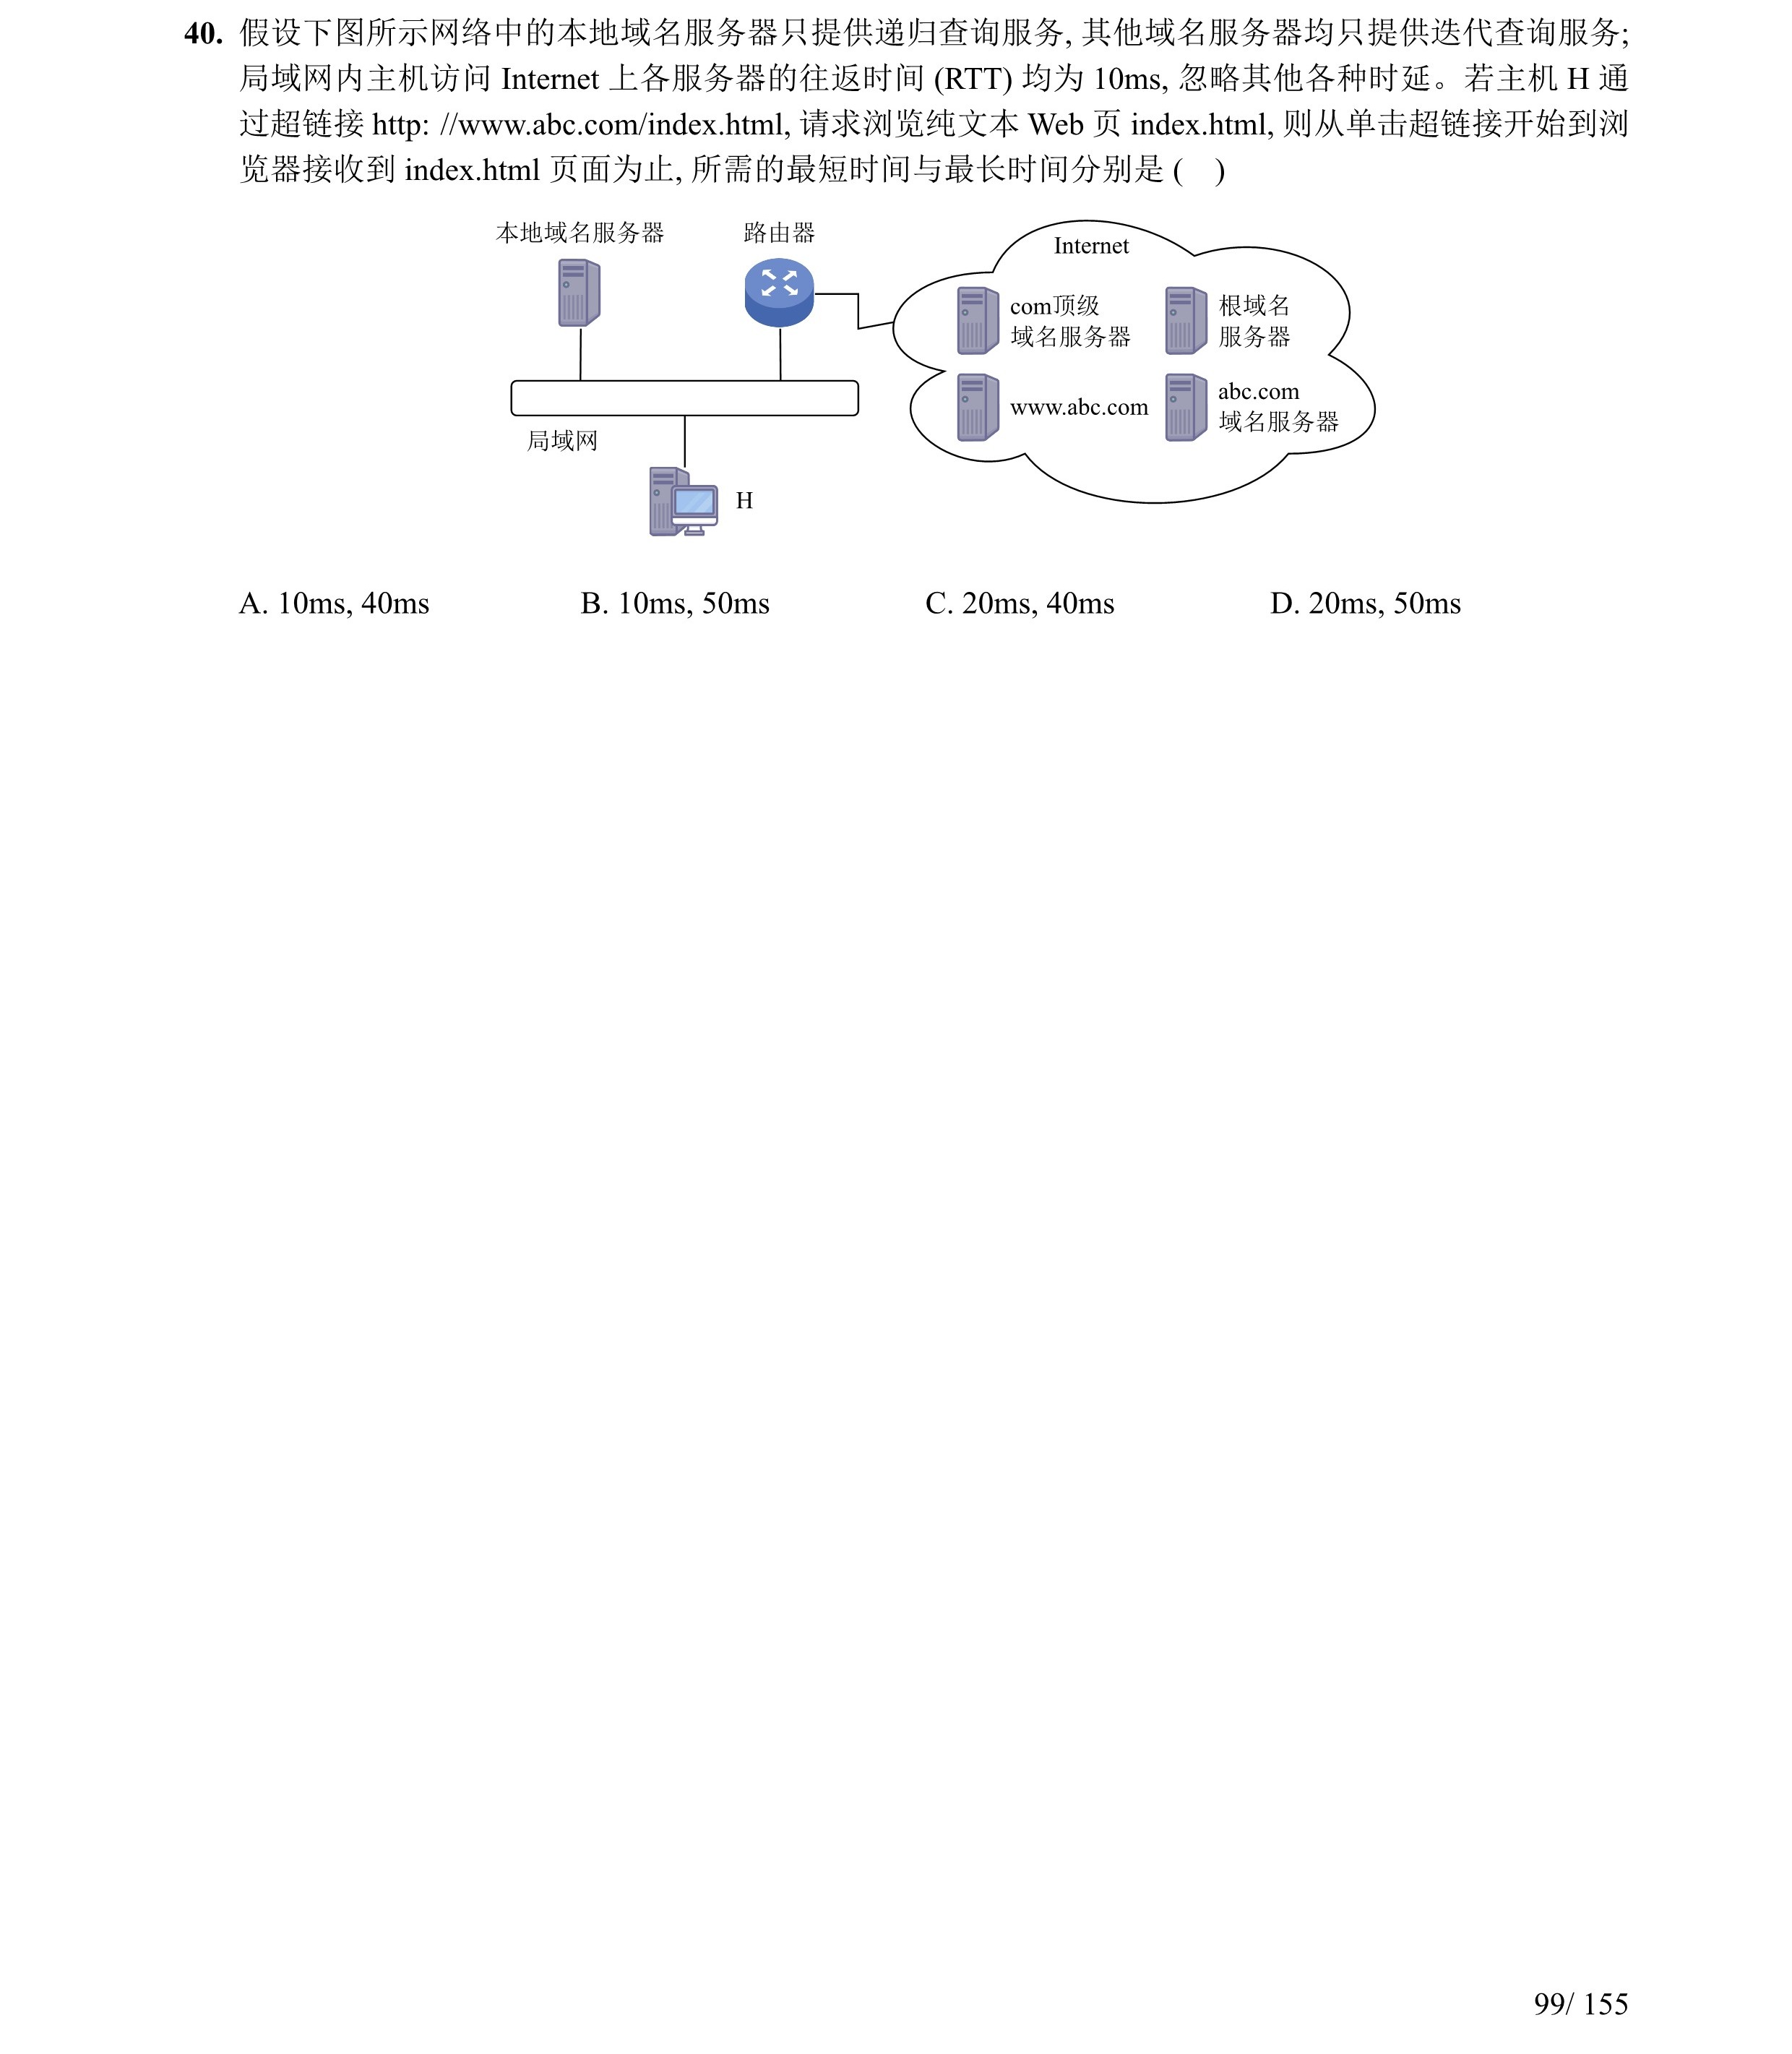 40. 假设下图所示网络中的本地域名服务器只提供递归查询服务, 其他域名服务器均只提供迭代查询服务;
局域网内主机访问 Internet 上各服务器的往返时间 (RTT) 均为 10ms, 忽略其他各种时延。若主机 H 通
过超链接 http: //www.abc.com/index.html, 请求浏览纯文本 Web 页 index.html, 则从单击超链接开始到浏
览器接收到 index.html 页面为止, 所需的最短时间与最长时间分别是 ( )
本地域名服务器 路由器
Internet
com顶级
域名服务器
根域名
服务器
www.abc.com
abc.com
域名服务器
局域网
H
A. 10ms, 40ms B. 10ms, 50ms C. 20ms, 40ms D. 20ms, 50ms
99/ 155